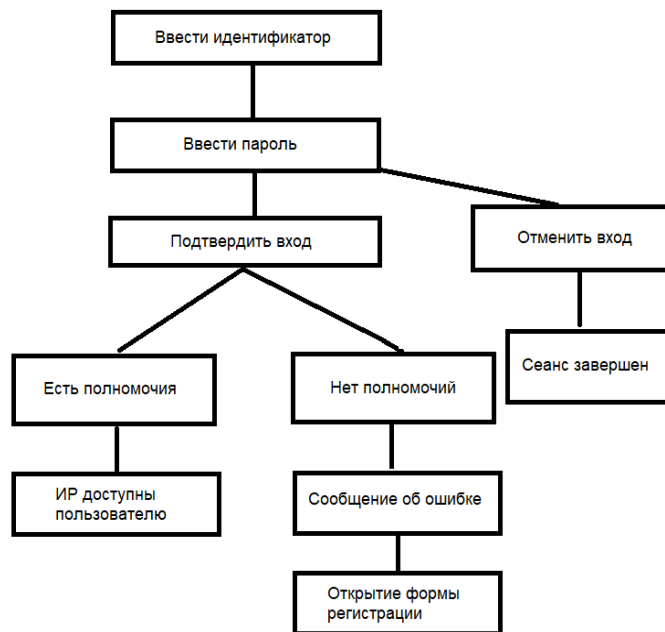 Ввести идентификатор
Ввести пароль
Подтвердить вход
Отменить вход
Есть полномочия
Нет полномочий
Сеанс завершен
ИР доступны
пользователю
Сообщение об ошибке
Открытие формы
регистрации